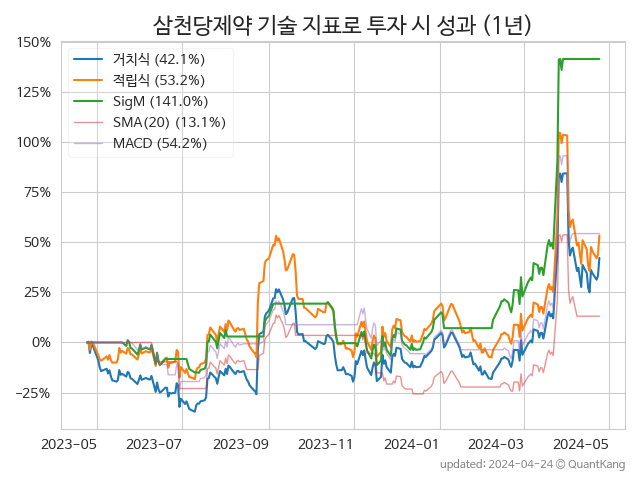 삼천당제약 기술 지표로 투자 시 성과 (1년)
150%
125%
100%
75%
50%
25%
0%
−25%
거치식 (42.1%)
적립식 (53.2%)
SigM (141.0%)
SMA(20) (13.1%)
MACD (54.2%)
2023−05 2023−07 2023−09 2023−11 2024−01 2024−03 2024−05
updated: 2024−04−24 © QuantKang